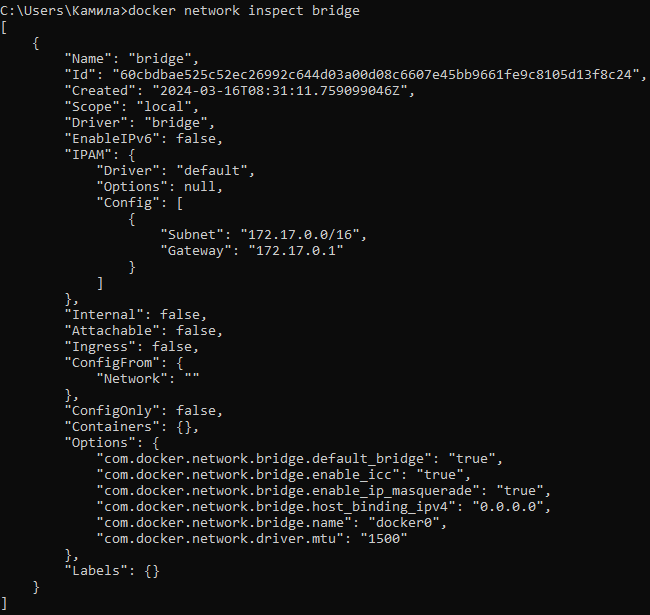 C:\Users\Камила>docker network inspect bridge
[
    {
        "Name": "bridge",
        "Id": "60cbdbae525c52ec26992c644d03a00d08c6607e45bb9661fe9c8105d13f8c24",
        "Created": "2024-03-16T08:31:11.759099046Z",
        "Scope": "local",
        "Driver": "bridge",
        "EnableIPv6": false,
        "IPAM": {
            "Driver": "default",
            "Options": null,
            "Config": [
                {
                    "Subnet": "172.17.0.0/16",
                    "Gateway": "172.17.0.1"
                }
            ]
        },
        "Internal": false,
        "Attachable": false,
        "Ingress": false,
        "ConfigFrom": {
            "Network": ""
        },
        "ConfigOnly": false,
        "Containers": {},
        "Options": {
            "com.docker.network.bridge.default_bridge": "true",
            "com.docker.network.bridge.enable_icc": "true",
            "com.docker.network.bridge.enable_ip_masquerade": "true",
            "com.docker.network.bridge.host_binding_ipv4": "0.0.0.0",
            "com.docker.network.bridge.name": "docker0",
            "com.docker.network.driver.mtu": "1500"
        },
        "Labels": {}
    }
]